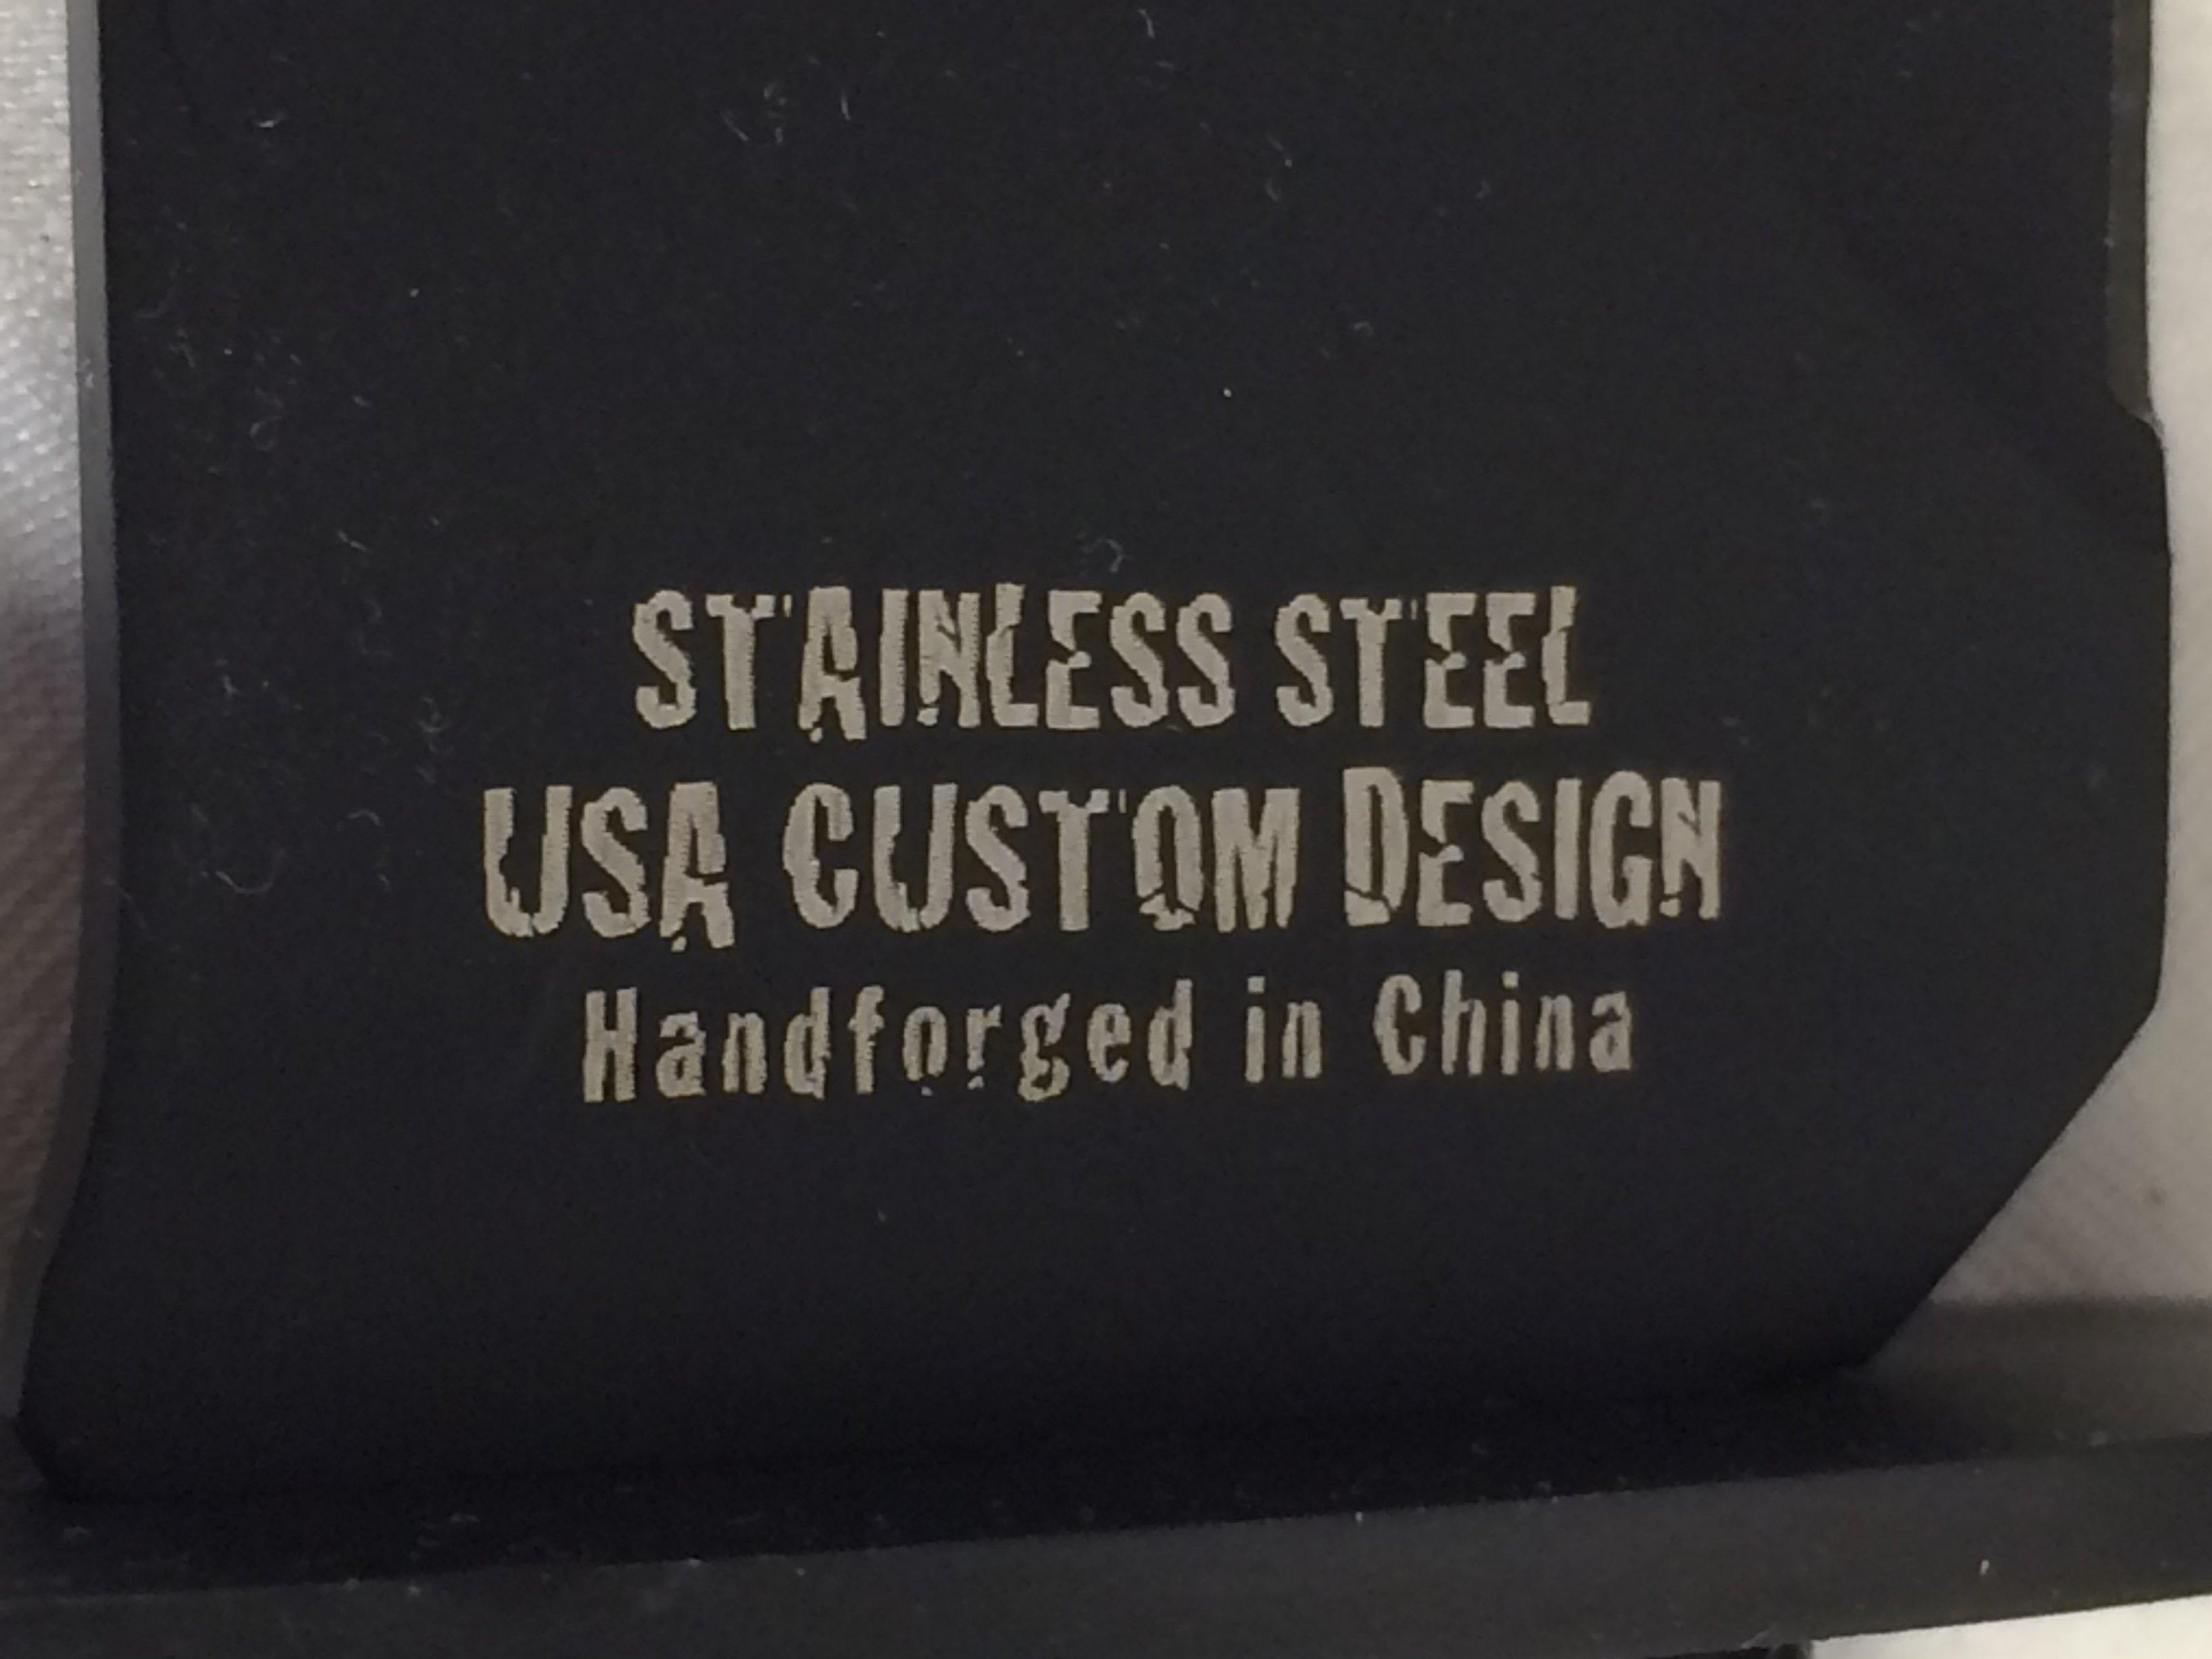 STAINLESS STEEL
USA CUSTOM DESIGN
Handforged in China